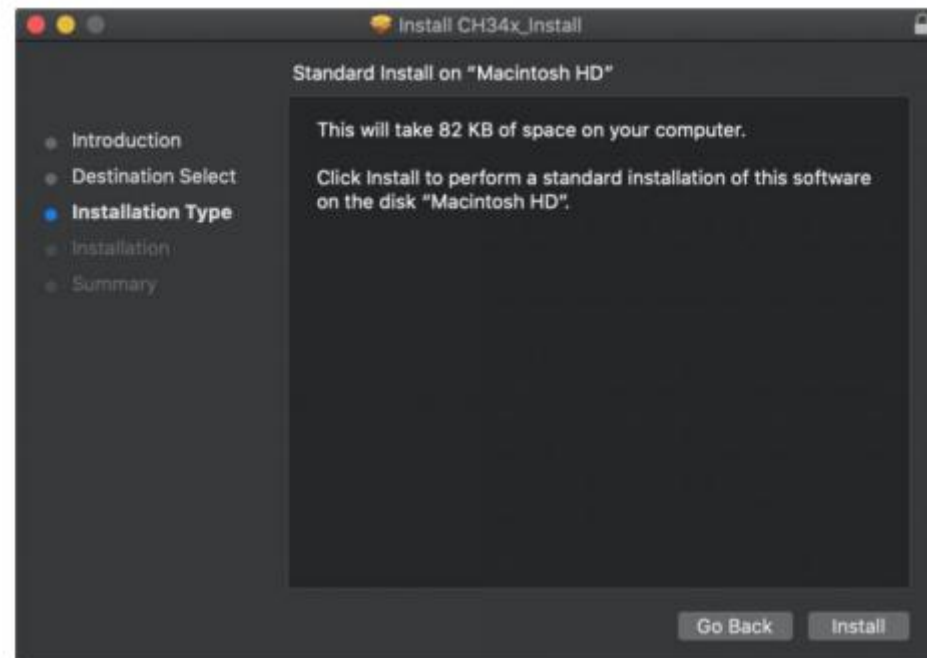 Install CH34x_Install
Standard Install on "Macintosh HD"
Introduction
Destination Select
Installation Type
Installation
Summary
This will take 82 KB of space on your computer.
Click Install to perform a standard installation of this software
on the disk "Macintosh HD".
Go Back
Install